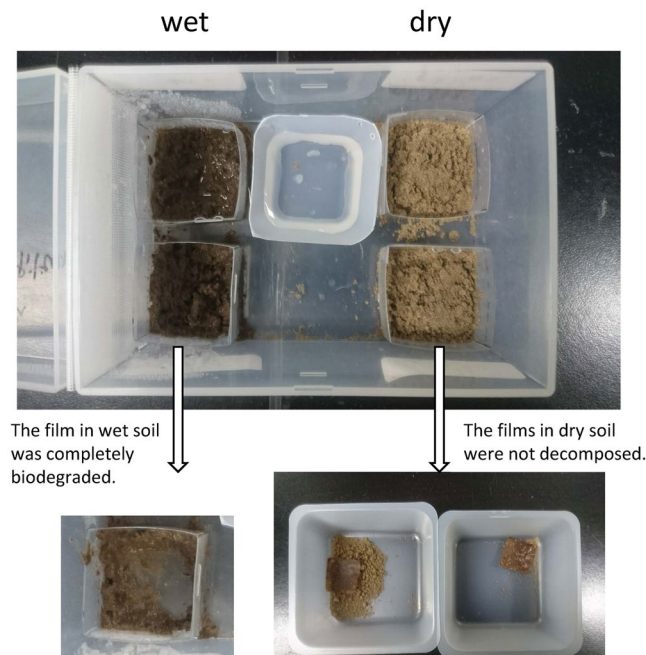 wet
dry
The film in wet soil
was completely
biodegraded.
The films in dry soil
were not decomposed.